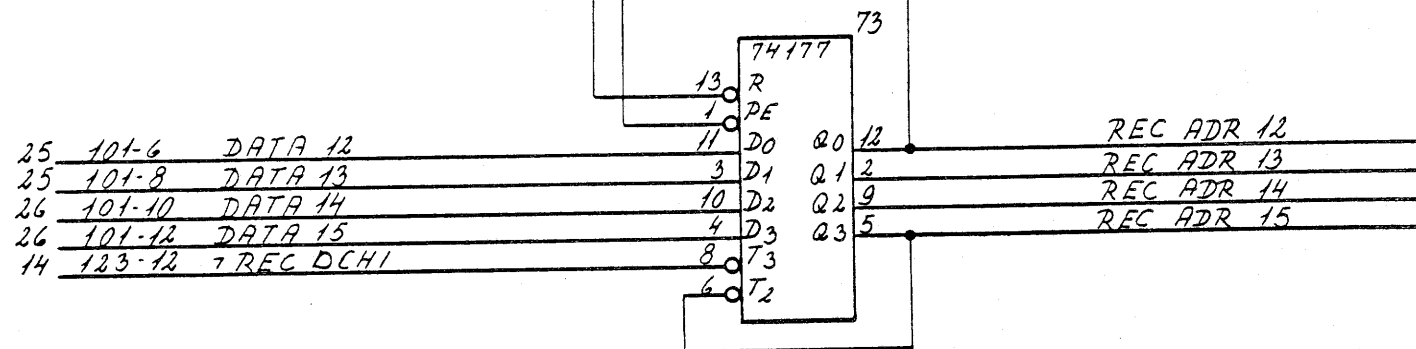 73
74177
13 R
1 PE
25 101-6 DATA 12 11 D0 Q0 12 REC ADR 12
25 101-8 DATA 13 3 D1 Q1 2 REC ADR 13
26 101-10 DATA 14 10 D2 Q2 9 REC ADR 14
26 101-12 DATA 15 4 D3 Q3 5 REC ADR 15
14 123-12 ¬REC DCHI 8 T3
6 T2